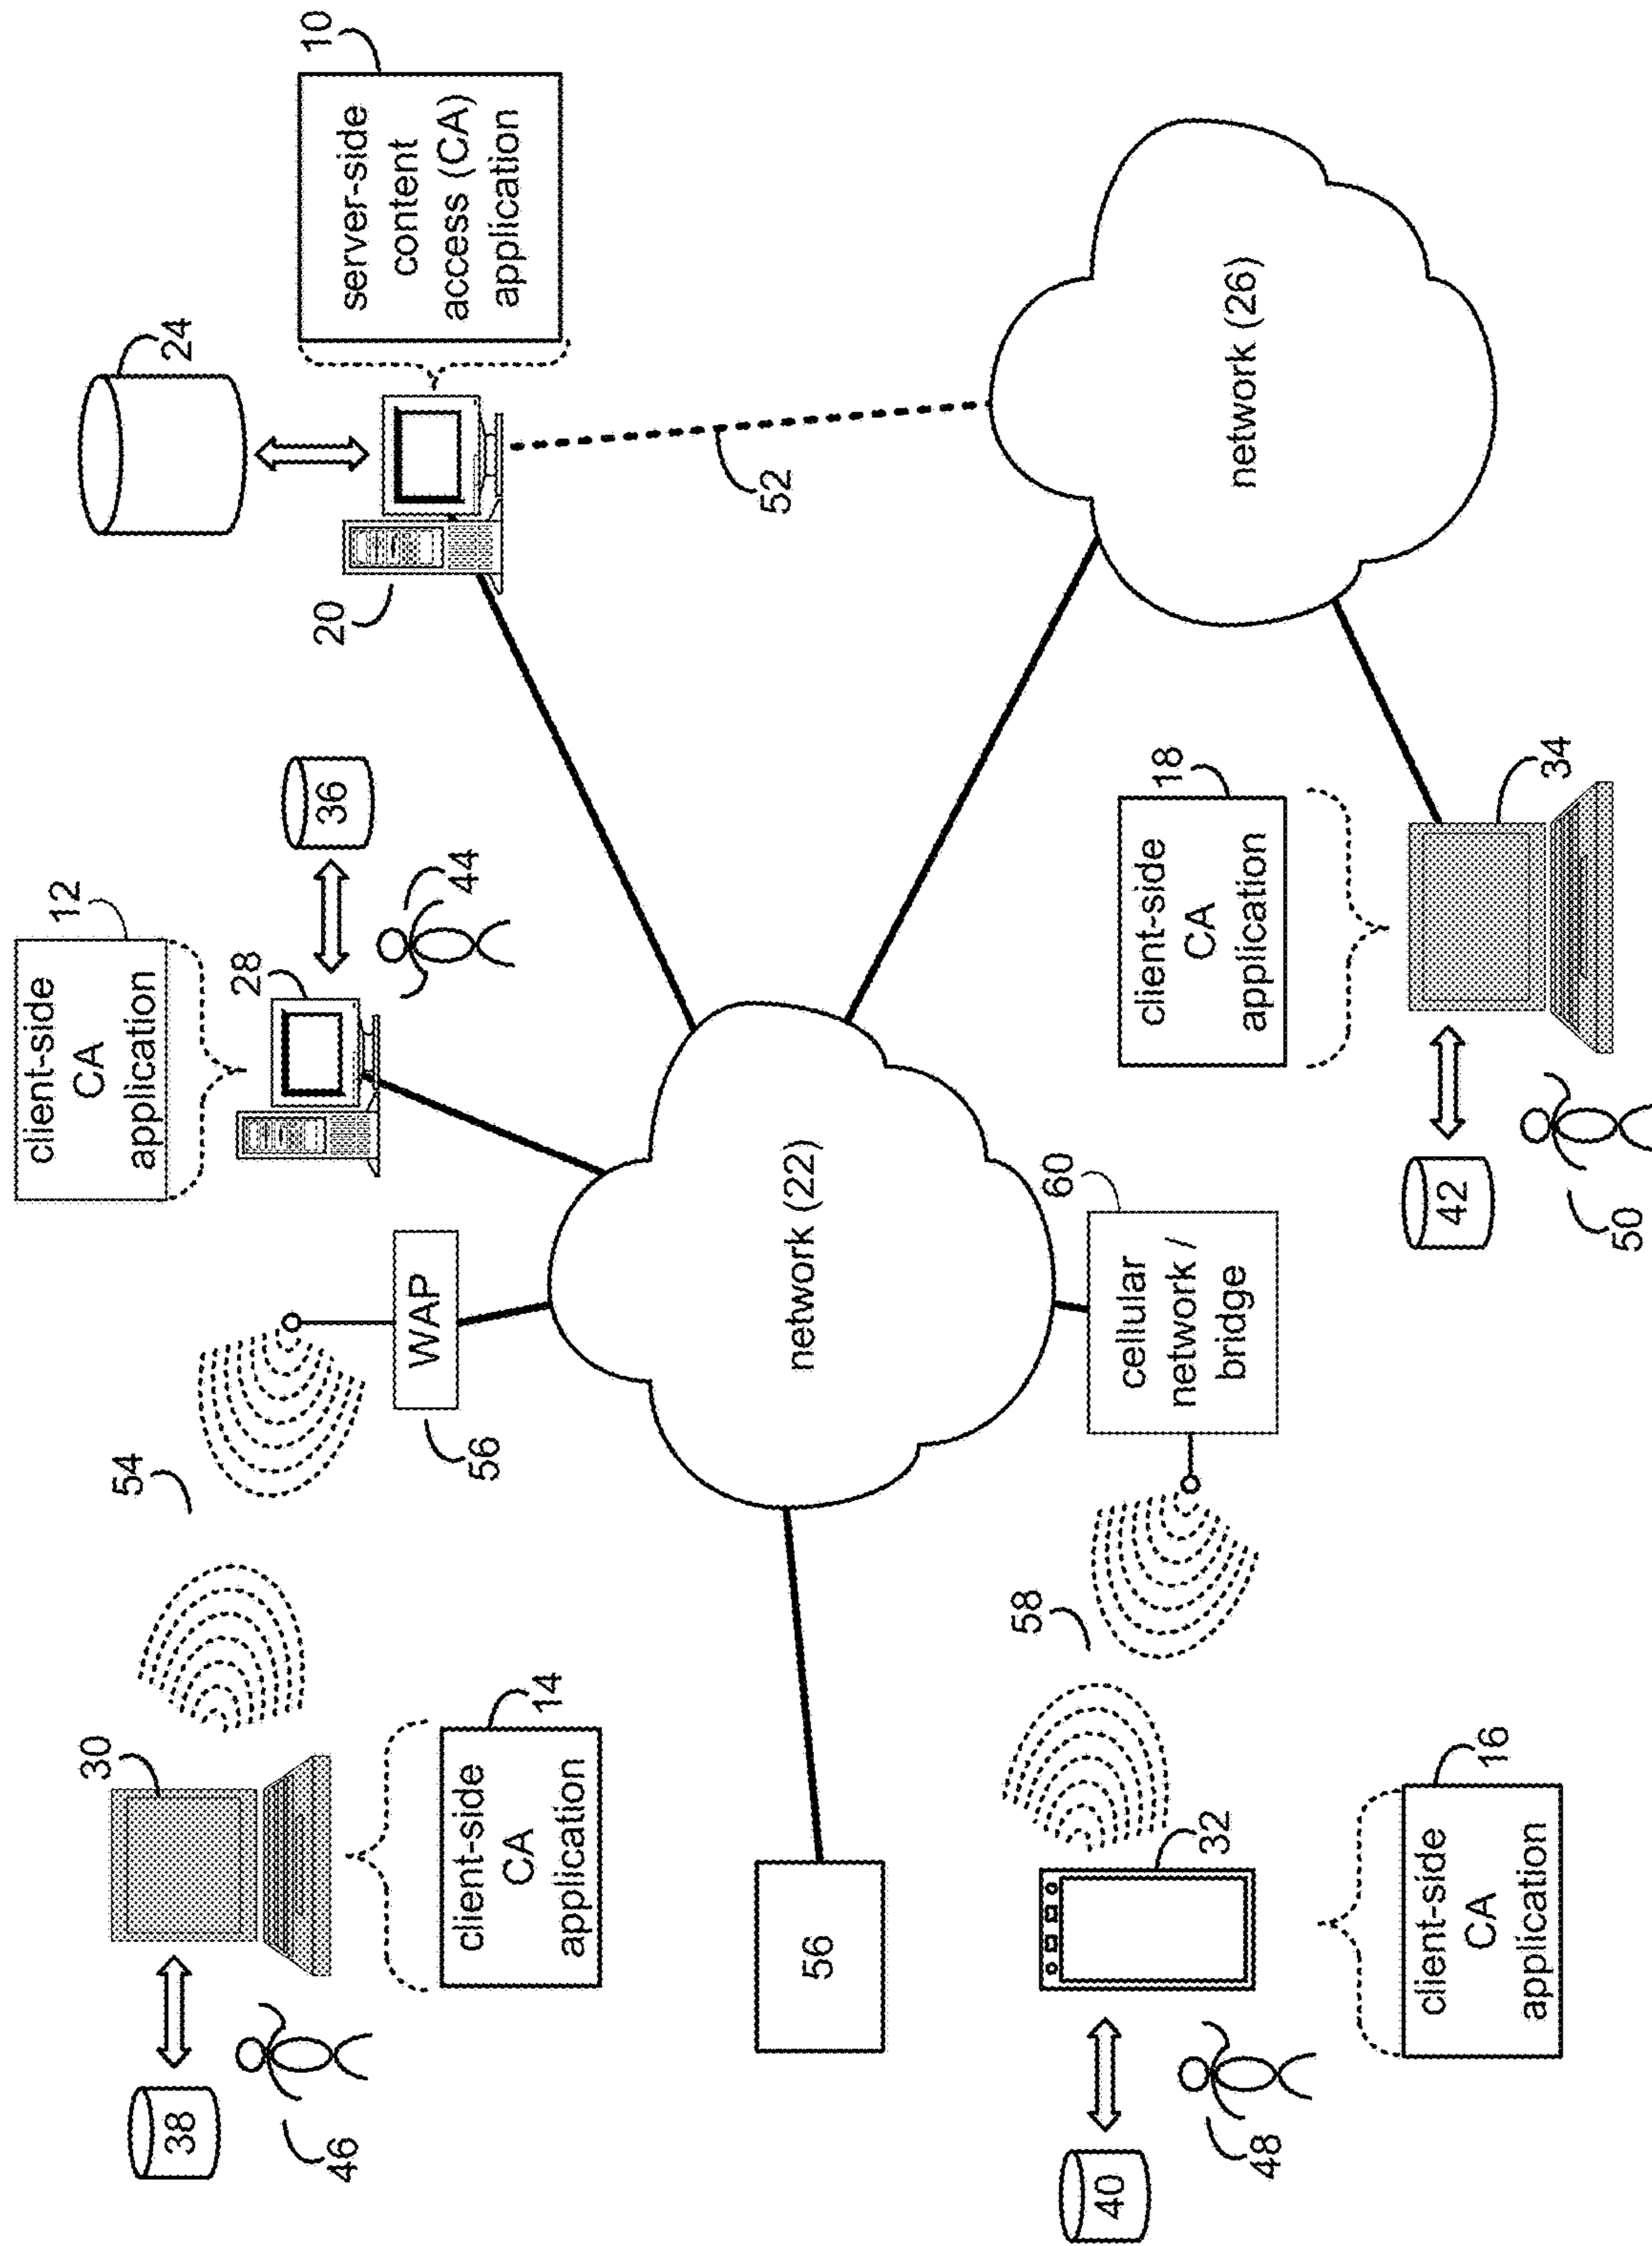 12
client-side
CA
application
30
54
24
38
28
36
10
server-side
content
access (CA)
application
46
20
44
WAP
56
14
client-side
CA
application
52
network (22)
56
58
60
cellular
network /
bridge
32
40
48
18
client-side
CA
application
network (26)
16
client-side
CA
application
42
34
50